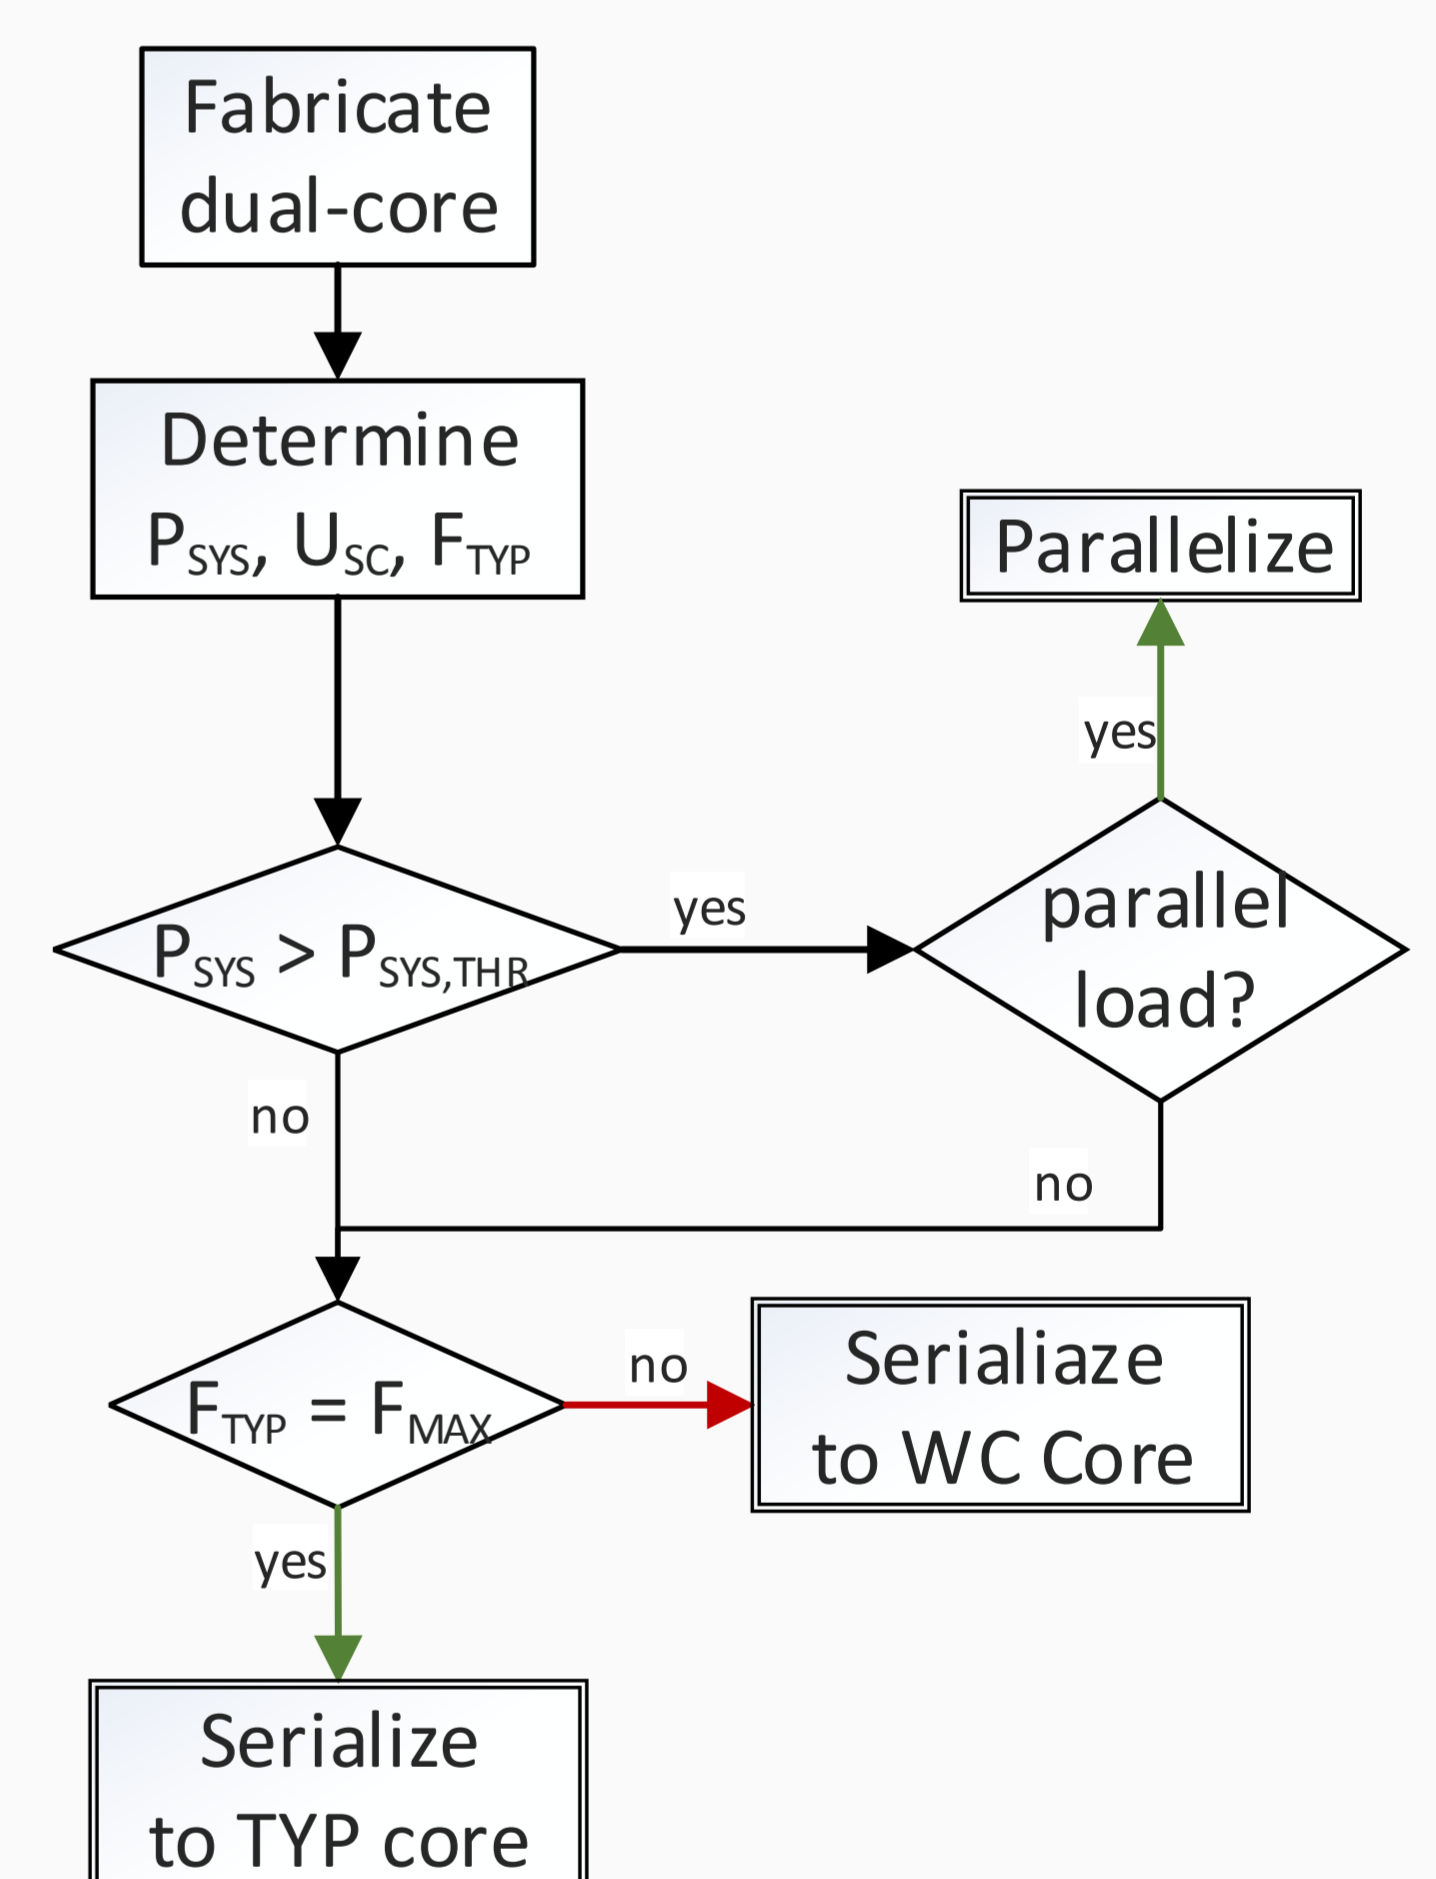 Fabricate
dual-core
Determine
PSYS, USC, FTYP
Parallelize
yes
PSYS > PSYS,THR
yes
parallel
load?
no
no
FTYP = FMAX
no
Serialiaze
to WC Core
yes
Serialize
to TYP core